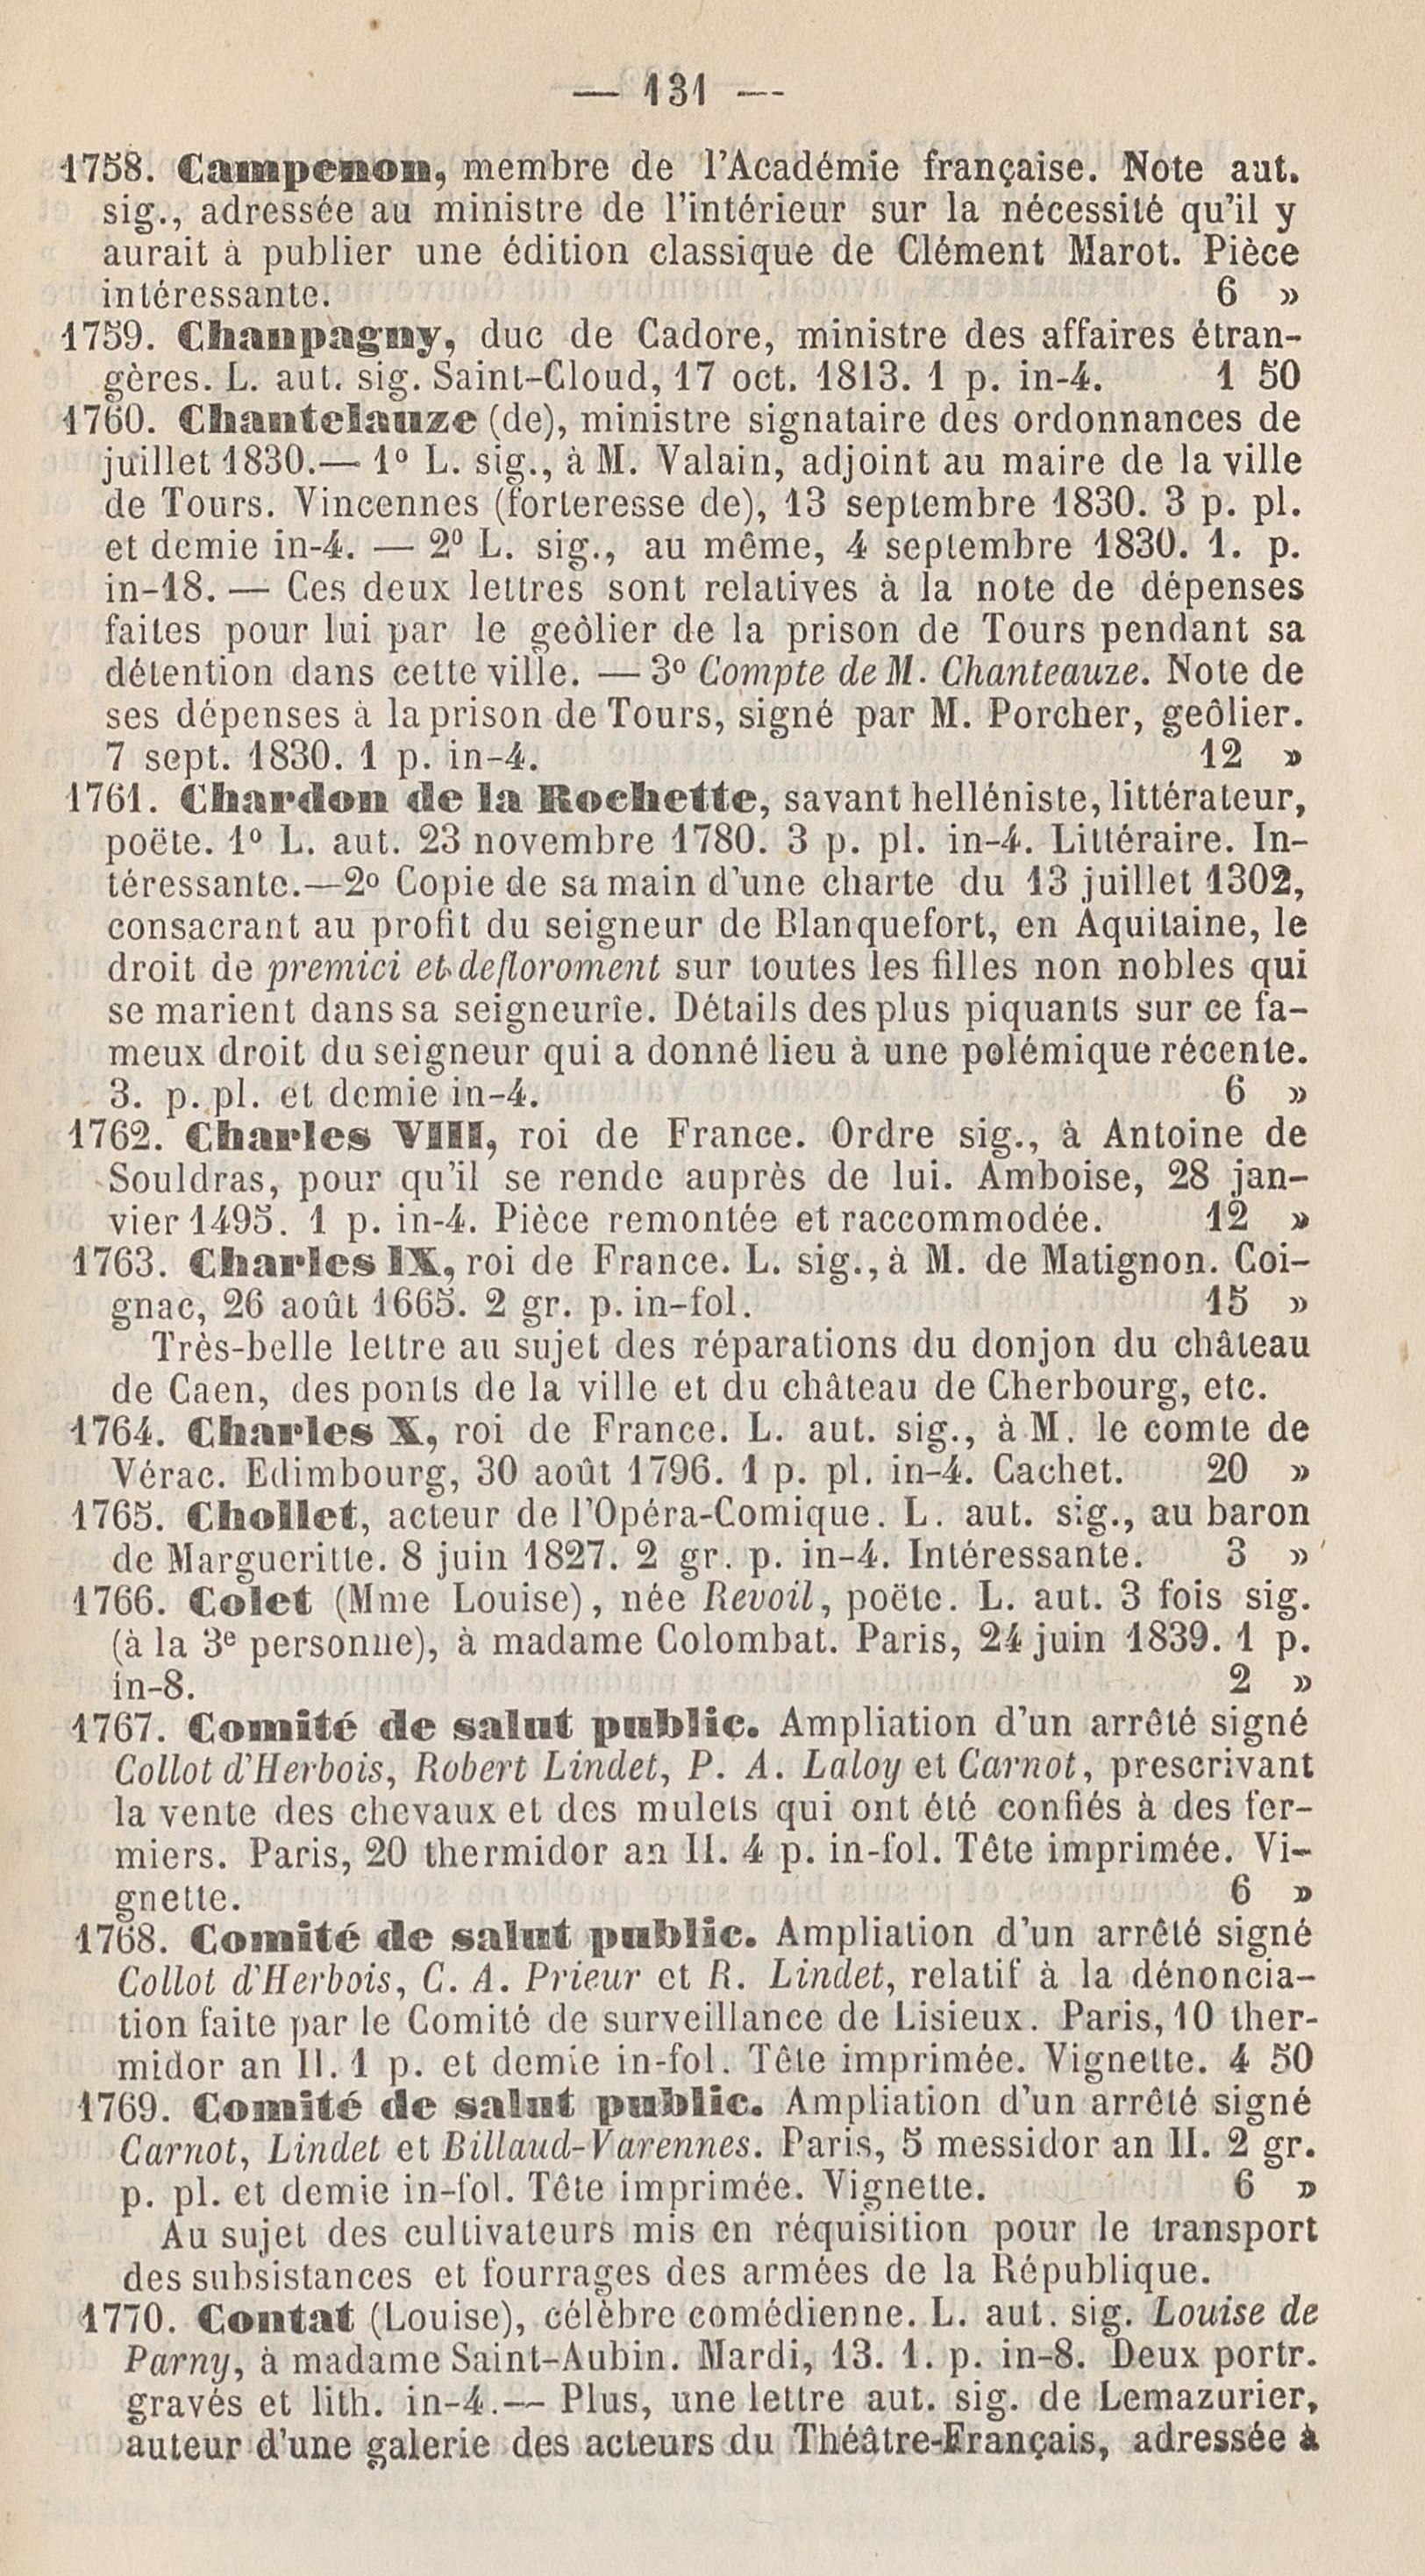 — 131 —
1758. Campenon, membre de l'Académie française. Note aut.
sig., adressée au ministre de l'intérieur sur la nécessité qu'il y
aurait à publier une édition classique de Clément Marot. Pièce
intéressante. 6 »
1759. Chanpagny, duc de Cadore, ministre des affaires étran-
gères. L. aut. sig. Saint-Cloud, 17 oct. 1813. 1 p. in-4. 1 50
1760. Chantelauze (de), ministre signataire des ordonnances de
juillet 1830.— 1º L. sig., à M. Valain, adjoint au maire de la ville
de Tours. Vincennes (forteresse de), 13 septembre 1830. 3 p. pl.
et demie in-4. — 2º L. sig., au même, 4 septembre 1830. 1. p.
in-18. — Ces deux lettres sont relatives à la note de dépenses
faites pour lui par le geôlier de la prison de Tours pendant sa
détention dans cette ville. — 3º Compte de M. Chanteauze. Note de
ses dépenses à la prison de Tours, signé par M. Porcher, geôlier.
7 sept. 1830. 1 p. in-4. 12 »
1761. Chardon de la Rochette, savant helléniste, littérateur,
poëte. 1º L. aut. 23 novembre 1780. 3 p. pl. in-4. Littéraire. In-
téressante.—2º Copie de sa main d'une charte du 13 juillet 1302,
consacrant au profit du seigneur de Blanquefort, en Aquitaine, le
droit de premici et defloroment sur toutes les filles non nobles qui
se marient dans sa seigneurîe. Détails des plus piquants sur ce fa-
meux droit du seigneur qui a donné lieu à une polémique récente.
3. p. pl. et demie in-4. 6 »
1762. Charles VIII, roi de France. Ordre sig., à Antoine de
Souldras, pour qu'il se rende auprès de lui. Amboise, 28 jan-
vier 1495. 1 p. in-4. Pièce remontée et raccommodée. 12 »
1763. Charles IX, roi de France. L. sig., à M. de Matignon. Coi-
gnac, 26 août 1665. 2 gr. p. in-fol. 15 »
Très-belle lettre au sujet des réparations du donjon du château
de Caen, des ponts de la ville et du château de Cherbourg, etc.
1764. Charles X, roi de France. L. aut. sig., à M. le comte de
Vérac. Edimbourg, 30 août 1796. 1 p. pl. in-4. Cachet. 20 »
1765. Chollet, acteur de l'Opéra-Comique. L. aut. sig., au baron
de Margueritte. 8 juin 1827. 2 gr. p. in-4. Intéressante. 3 »
1766. Colet (Mme Louise), née Revoil, poëte. L. aut. 3 fois sig.
(à la 3e personne), à madame Colombat. Paris, 24 juin 1839. 1 p.
in-8. 2 »
1767. Comité de salut public. Ampliation d'un arrêté signé
Collot d'Herbois, Robert Lindet, P. A. Laloy et Carnot, prescrivant
la vente des chevaux et des mulets qui ont été confiés à des fer-
miers. Paris, 20 thermidor an II. 4 p. in-fol. Tête imprimée. Vi-
gnette. 6 »
1768. Comité de salut public. Ampliation d'un arrêté signé
Collot d'Herbois, C. A. Prieur et R. Lindet, relatif à la dénoncia-
tion faite par le Comité de surveillance de Lisieux. Paris, 10 ther-
midor an II. 1 p. et demie in-fol. Tête imprimée. Vignette. 4 50
1769. Comité de salut public. Ampliation d'un arrêté signé
Carnot, Lindet et Billaud-Varennes. Paris, 5 messidor an II. 2 gr.
p. pl. et demie in-fol. Tête imprimée. Vignette. 6 »
Au sujet des cultivateurs mis en réquisition pour le transport
des subsistances et fourrages des armées de la République.
1770. Contat (Louise), célèbre comédienne. L. aut. sig. Louise de
Parny, à madame Saint-Aubin. Mardi, 13. 1. p. in-8. Deux portr.
gravés et lith. in-4.— Plus, une lettre aut. sig. de Lemazurier,
auteur d'une galerie des acteurs du Théâtre-Français, adressée à